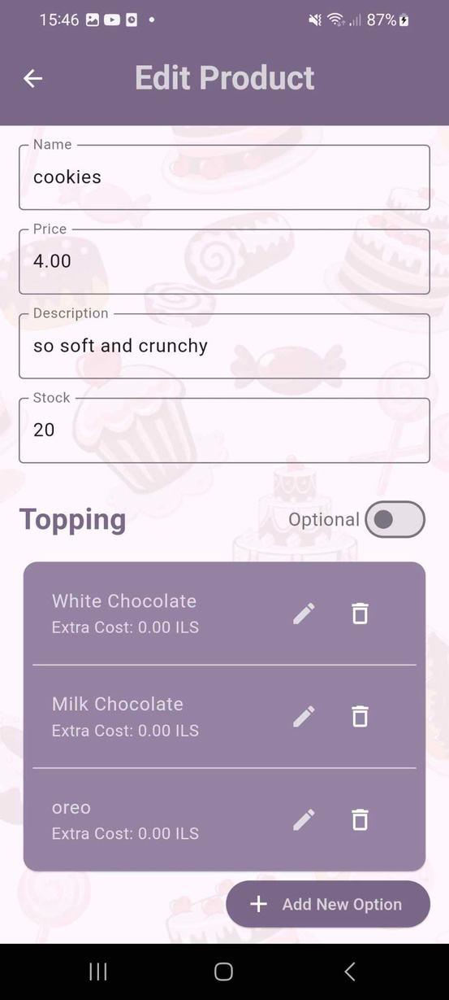 15:46 87%
Edit Product
Name
cookies
Price
4.00
Description
so soft and crunchy
Stock
20
Topping Optional
White Chocolate
Extra Cost: 0.00 ILS
Milk Chocolate
Extra Cost: 0.00 ILS
oreo
Extra Cost: 0.00 ILS
+ Add New Option